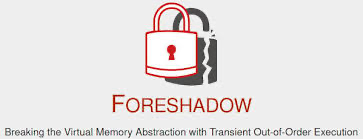 FORESHADOW
Breaking the Virtual Memory Abstraction with Transient Out-of-Order Execution